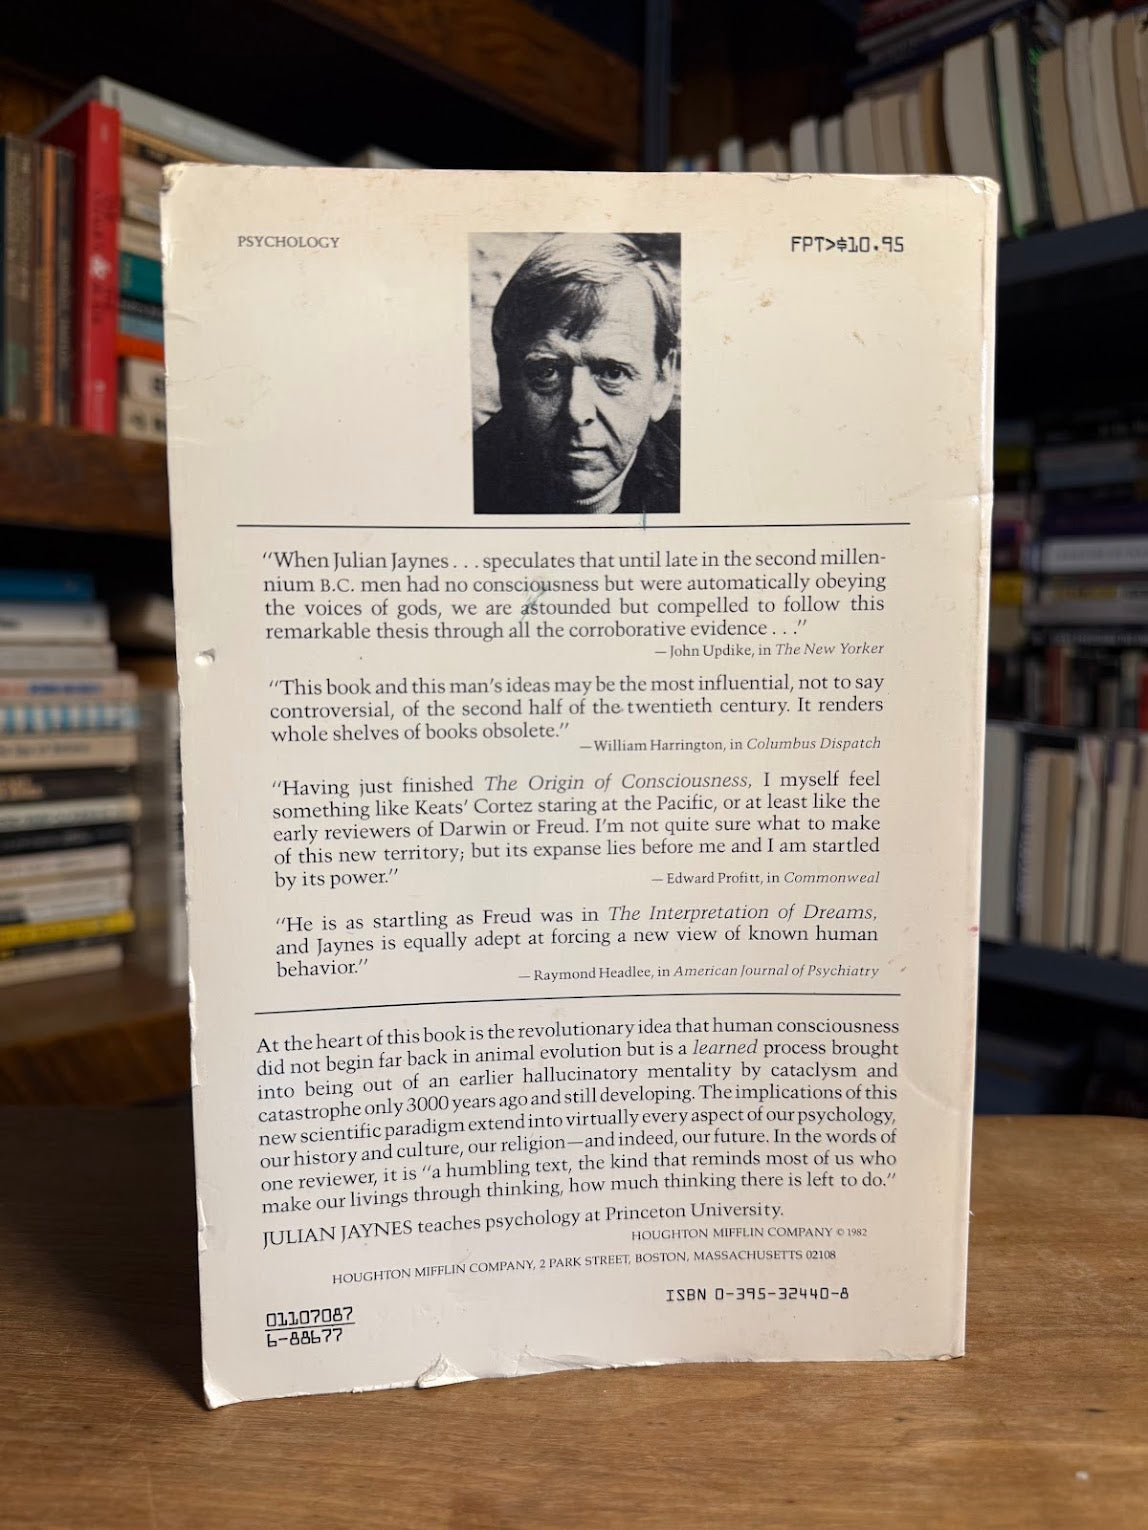 PSYCHOLOGY
FPT>$10.95
“When Julian Jaynes . . . speculates that until late in the second millen-
nium B.C. men had no consciousness but were automatically obeying
the voices of gods, we are astounded but compelled to follow this
remarkable thesis through all the corroborative evidence . . .”
— John Updike, in The New Yorker
“This book and this man’s ideas may be the most influential, not to say
controversial, of the second half of the twentieth century. It renders
whole shelves of books obsolete.”
— William Harrington, in Columbus Dispatch
“Having just finished The Origin of Consciousness, I myself feel
something like Keats’ Cortez staring at the Pacific, or at least like the
early reviewers of Darwin or Freud. I’m not quite sure what to make
of this new territory; but its expanse lies before me and I am startled
by its power.”
— Edward Profitt, in Commonweal
“He is as startling as Freud was in The Interpretation of Dreams,
and Jaynes is equally adept at forcing a new view of known human
behavior.”
— Raymond Headlee, in American Journal of Psychiatry
At the heart of this book is the revolutionary idea that human consciousness
did not begin far back in animal evolution but is a learned process brought
into being out of an earlier hallucinatory mentality by cataclysm and
catastrophe only 3000 years ago and still developing. The implications of this
new scientific paradigm extend into virtually every aspect of our psychology,
our history and culture, our religion—and indeed, our future. In the words of
one reviewer, it is “a humbling text, the kind that reminds most of us who
make our livings through thinking, how much thinking there is left to do.”
JULIAN JAYNES teaches psychology at Princeton University.
HOUGHTON MIFFLIN COMPANY © 1982
HOUGHTON MIFFLIN COMPANY, 2 PARK STREET, BOSTON, MASSACHUSETTS 02108
ISBN 0-395-32440-8
01107087
6-88677